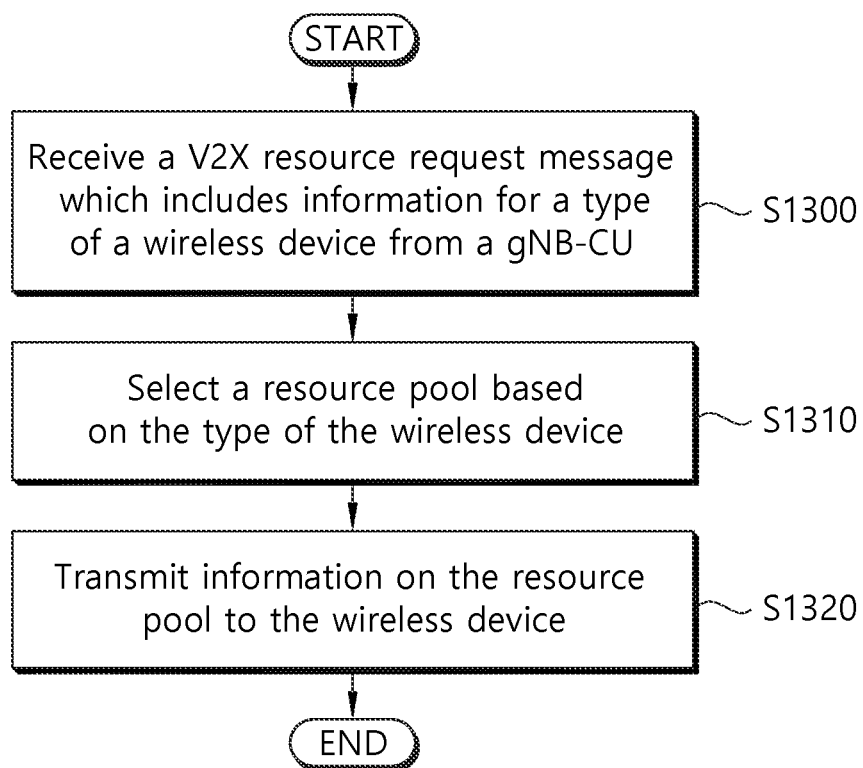 START
Receive a V2X resource request message
which includes information for a type
of a wireless device from a gNB-CU
S1300
Select a resource pool based
on the type of the wireless device
S1310
Transmit information on the resource
pool to the wireless device
S1320
END